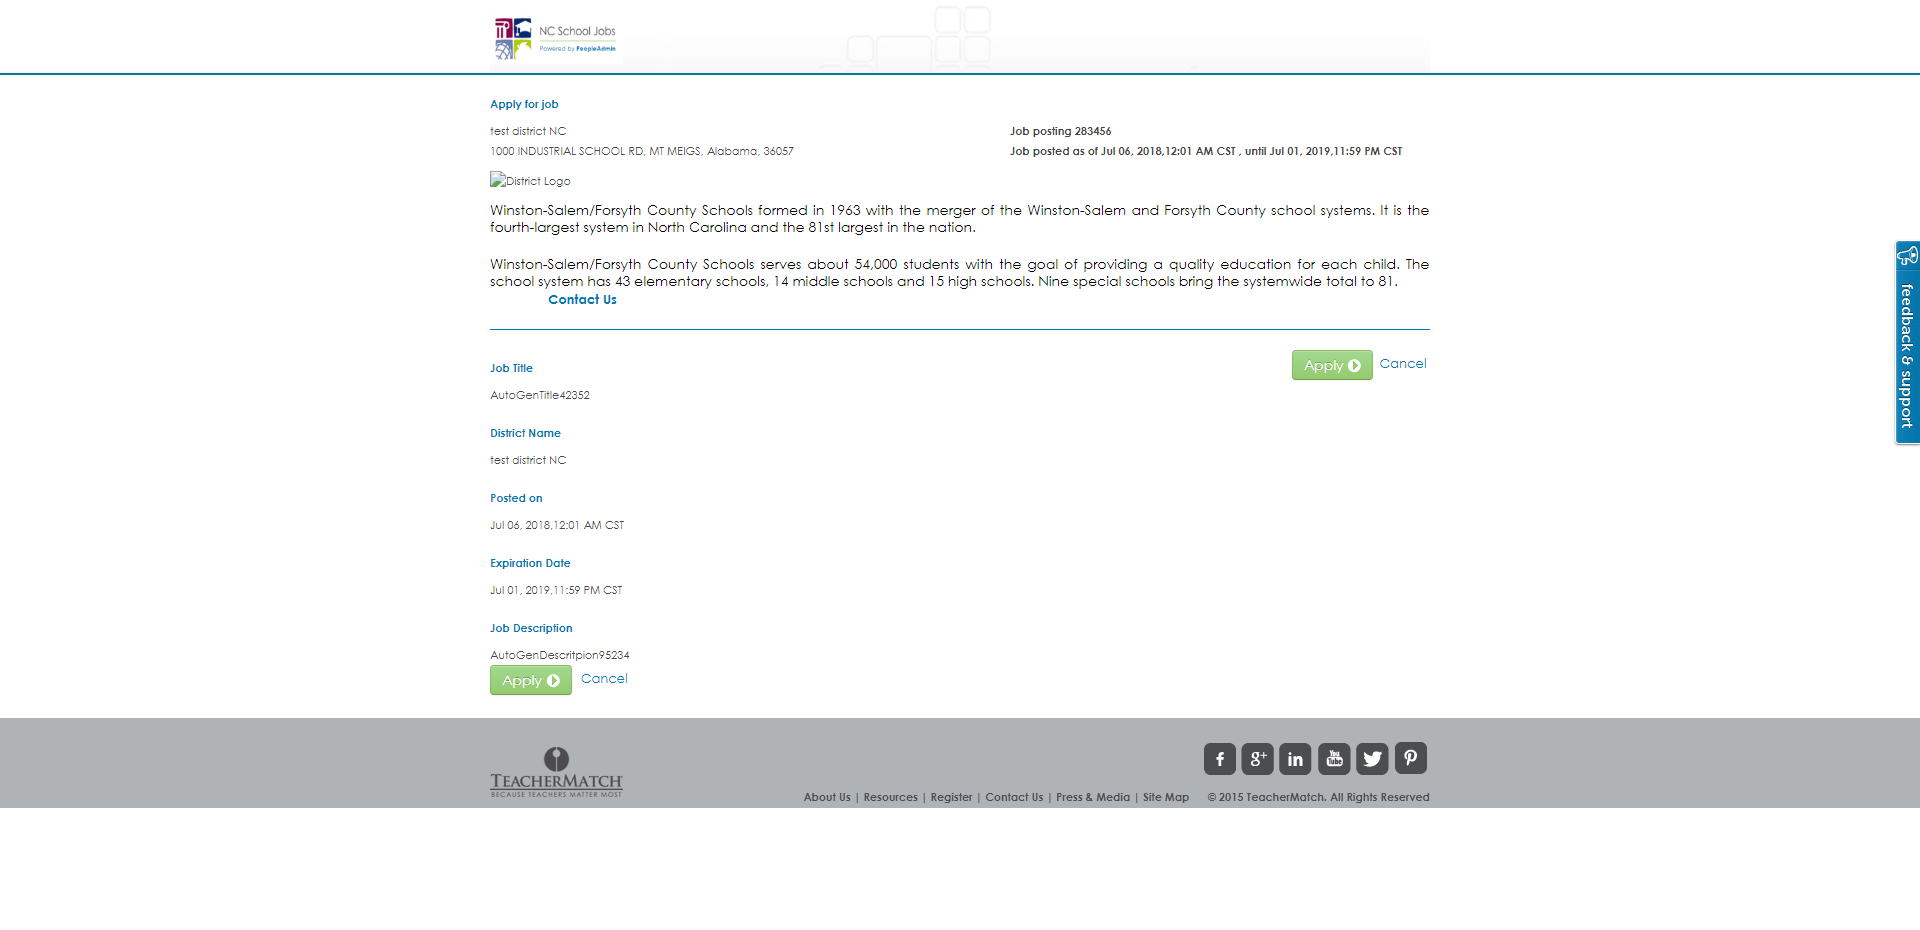 NC School Jobs
Powered by PeopleAdmin
Apply for job
test district NC
1000 INDUSTRIAL SCHOOL RD, MT MEIGS, Alabama, 36057
Job posting 283456
Job posted as of Jul 06, 2018,12:01 AM CST , until Jul 01, 2019,11:59 PM CST
District Logo
Winston-Salem/Forsyth County Schools formed in 1963 with the merger of the Winston-Salem and Forsyth County school systems. It is the
fourth-largest system in North Carolina and the 81st largest in the nation.
Winston-Salem/Forsyth County Schools serves about 54,000 students with the goal of providing a quality education for each child. The
school system has 43 elementary schools, 14 middle schools and 15 high schools. Nine special schools bring the systemwide total to 81.
Contact Us
feedback & support
Apply Cancel
Job Title
AutoGenTitle42352
District Name
test district NC
Posted on
Jul 06, 2018,12:01 AM CST
Expiration Date
Jul 01, 2019,11:59 PM CST
Job Description
AutoGenDescritpion95234
Apply Cancel
TEACHERMATCH
BECAUSE TEACHERS MATTER MOST
f g+ in You Tube
About Us | Resources | Register | Contact Us | Press & Media | Site Map © 2015 TeacherMatch. All Rights Reserved